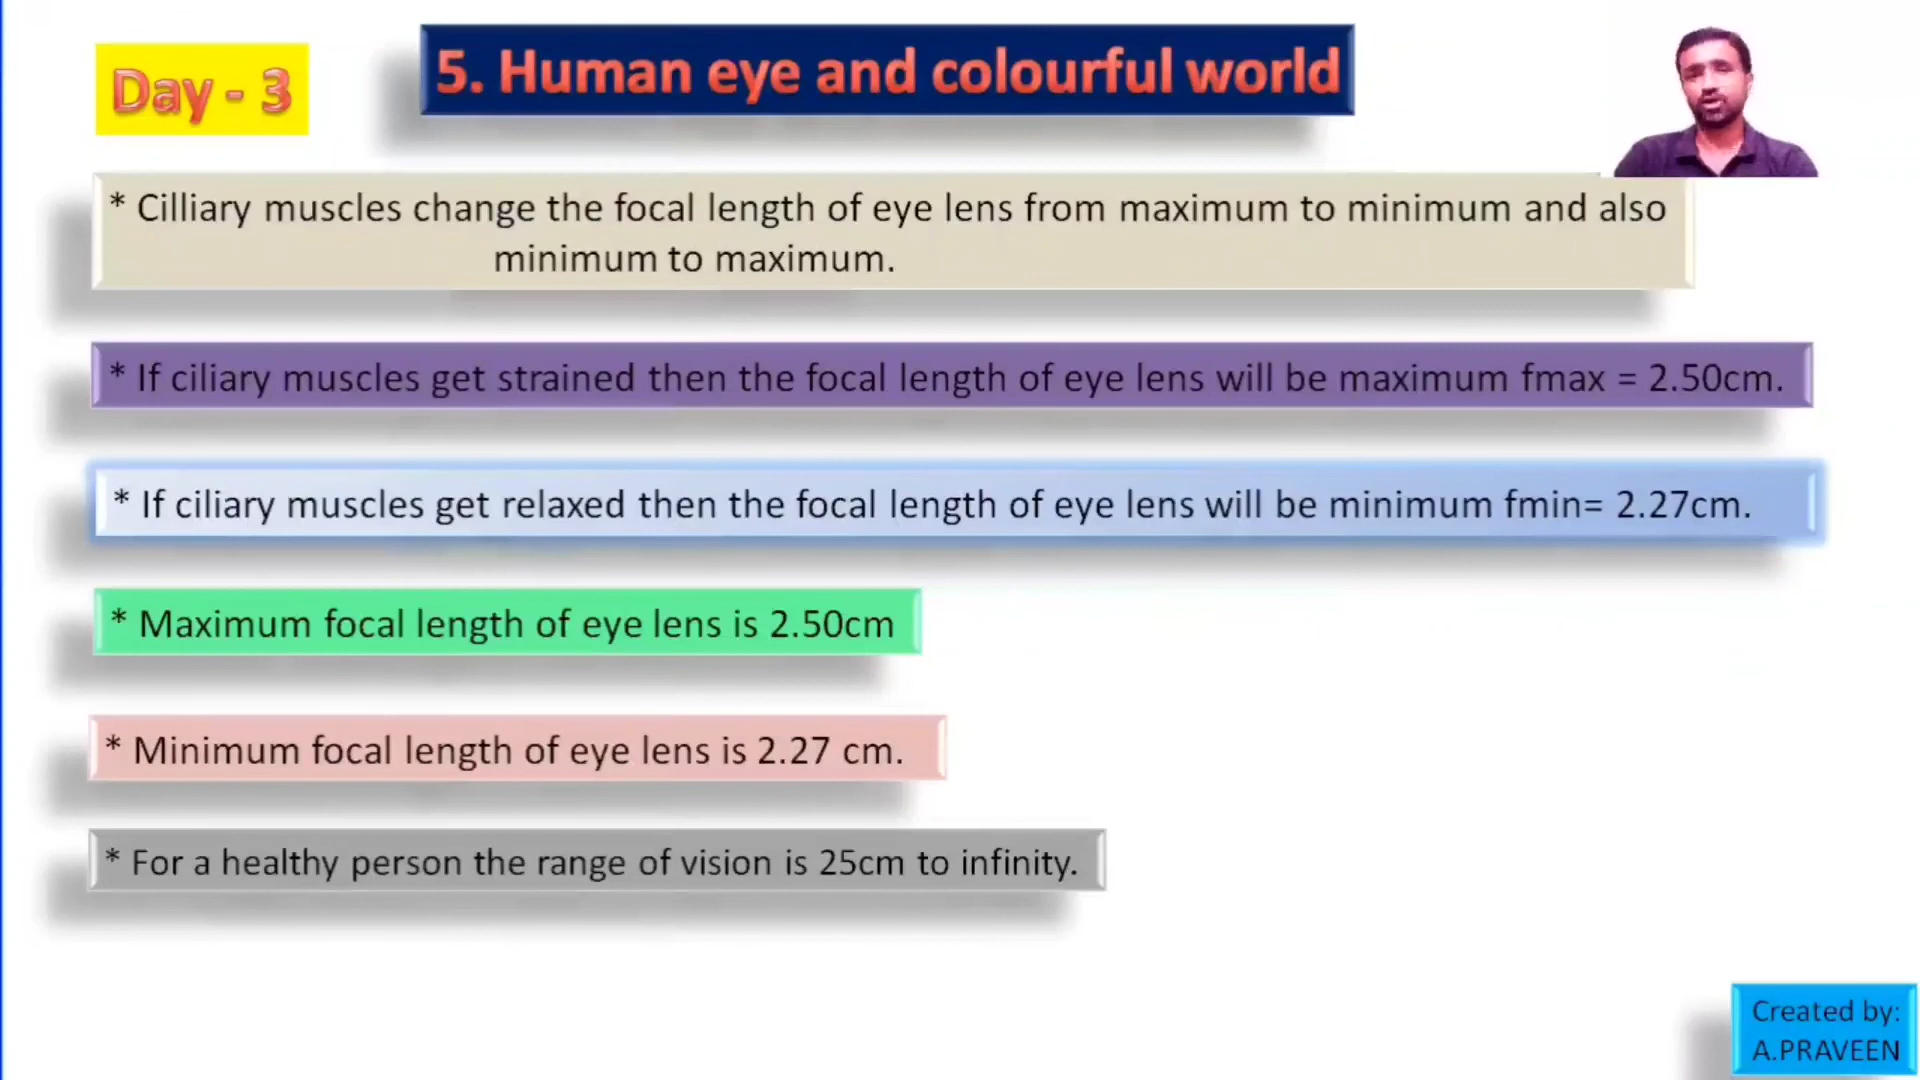 Day - 3
5. Human eye and colourful world
* Cilliary muscles change the focal length of eye lens from maximum to minimum and also
minimum to maximum.
* If ciliary muscles get strained then the focal length of eye lens will be maximum fmax = 2.50cm.
* If ciliary muscles get relaxed then the focal length of eye lens will be minimum fmin= 2.27cm.
* Maximum focal length of eye lens is 2.50cm
* Minimum focal length of eye lens is 2.27 cm.
* For a healthy person the range of vision is 25cm to infinity.
Created by:
A.PRAVEEN